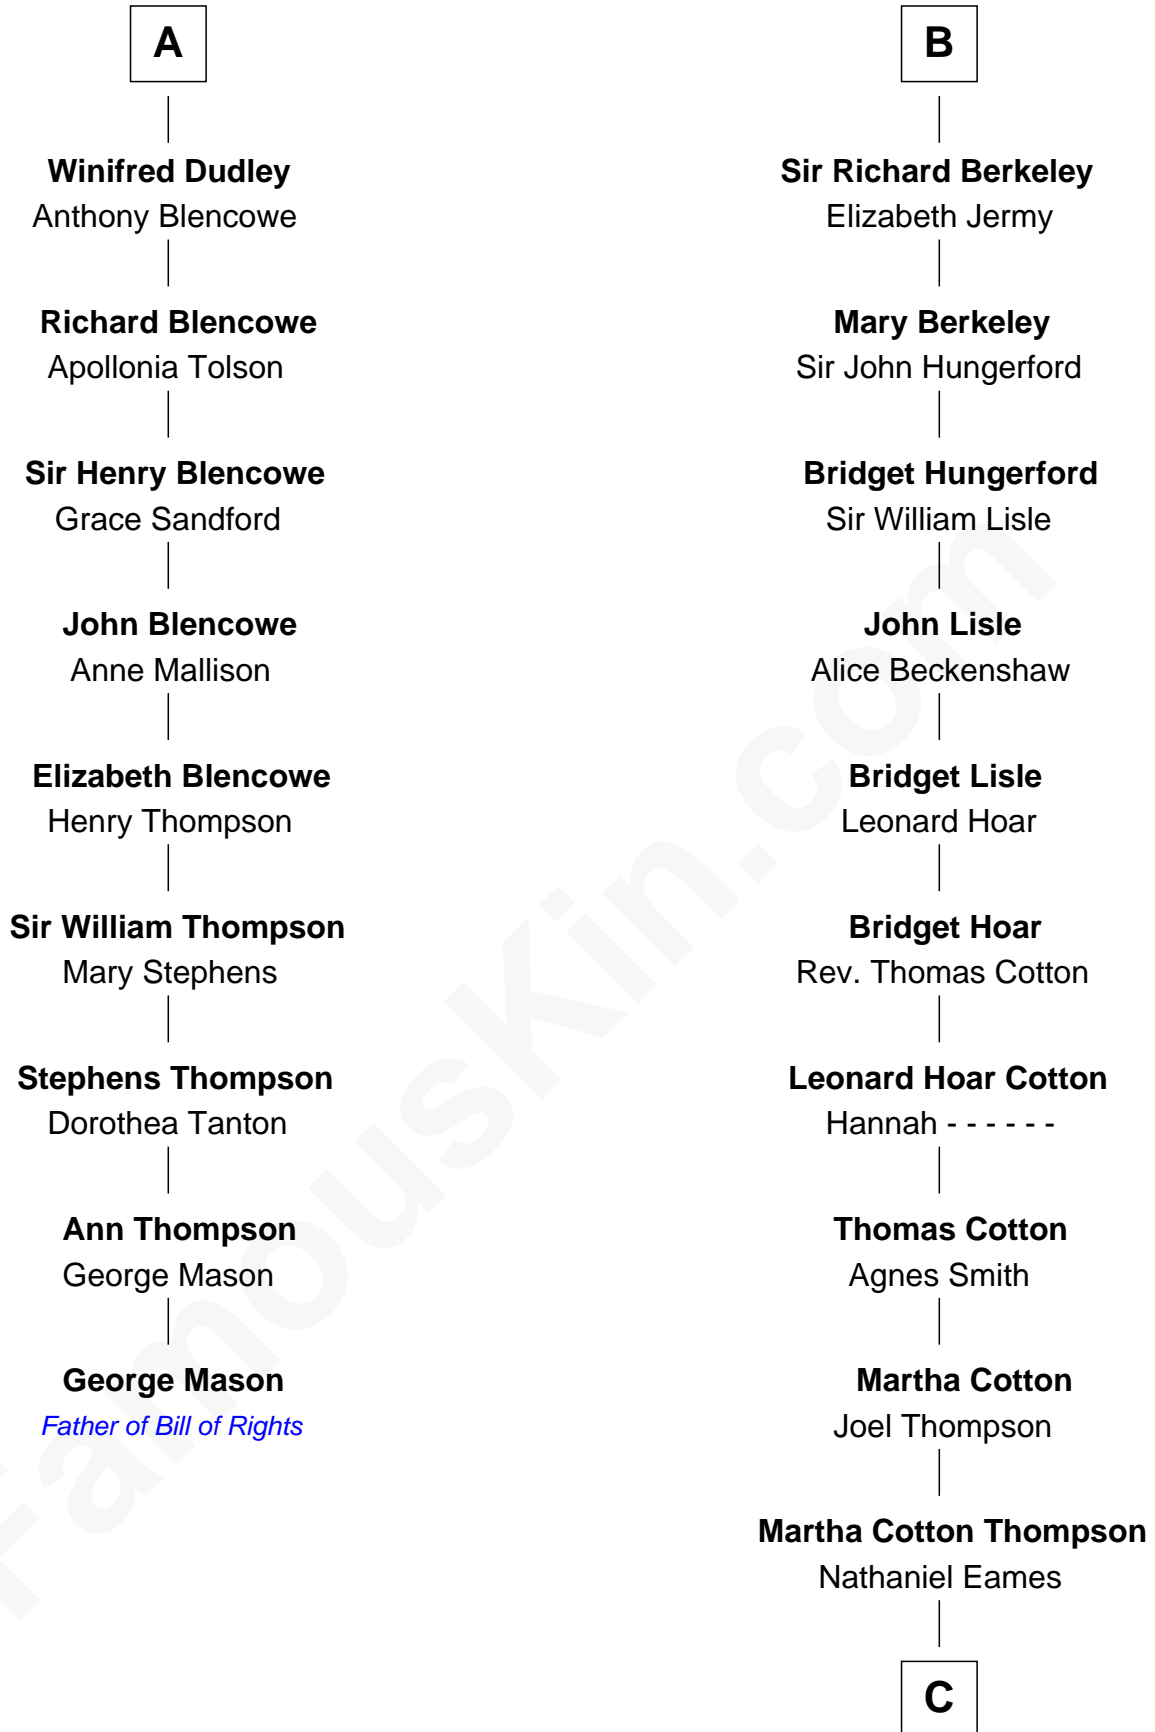 A
Winifred Dudley
Anthony Blencowe
Richard Blencowe
Apollonia Tolson
Sir Henry Blencowe
Grace Sandford
John Blencowe
Anne Mallison
Elizabeth Blencowe
Henry Thompson
Sir William Thompson
Mary Stephens
Stephens Thompson
Dorothea Tanton
Ann Thompson
George Mason
George Mason
Father of Bill of Rights
B
Sir Richard Berkeley
Elizabeth Jermy
Mary Berkeley
Sir John Hungerford
Bridget Hungerford
Sir William Lisle
John Lisle
Alice Beckenshaw
Bridget Lisle
Leonard Hoar
Bridget Hoar
Rev. Thomas Cotton
Leonard Hoar Cotton
Hannah - - - - - -
Thomas Cotton
Agnes Smith
Martha Cotton
Joel Thompson
Martha Cotton Thompson
Nathaniel Eames
C
FamousKin.com